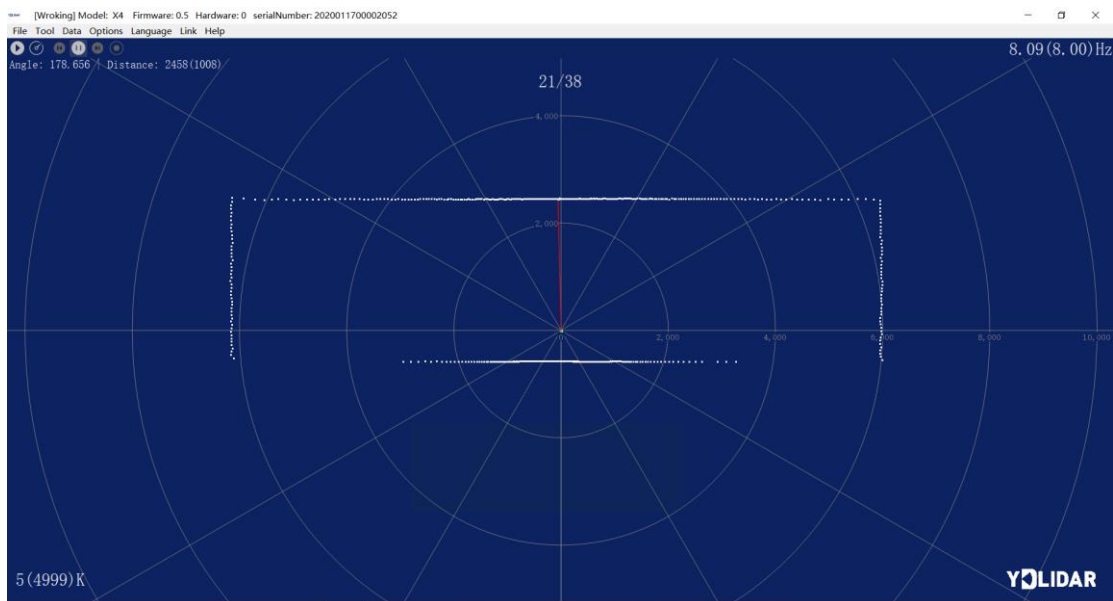 [Wroking] Model: X4 Firmware: 0.5 Hardware: 0 serialNumber: 2020011700002052
File Tool Data Options Language Link Help
8.09(8.00)Hz
Angle: 178.656 Distance: 2458(1008)
21/38
4,000
2,000
0 2,000 4,000 6,000 8,000 10,000
5(4999)K
YDLIDAR